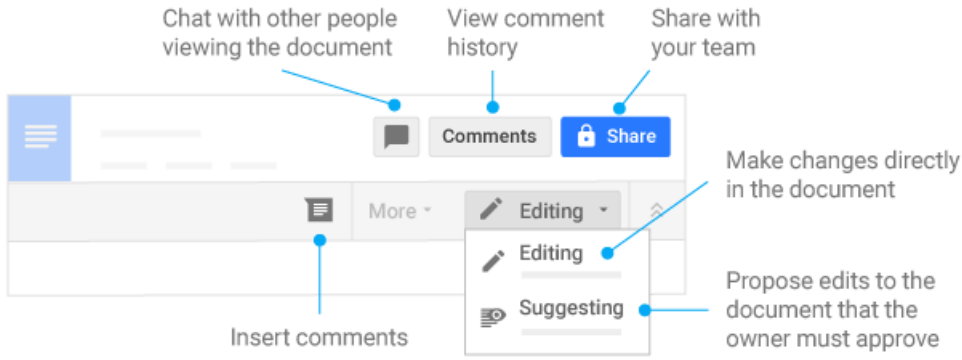 Chat with other people
viewing the document
View comment
history
Share with
your team
Comments
Share
More
Editing
Make changes directly
in the document
Editing
Suggesting
Propose edits to the
document that the
owner must approve
Insert comments